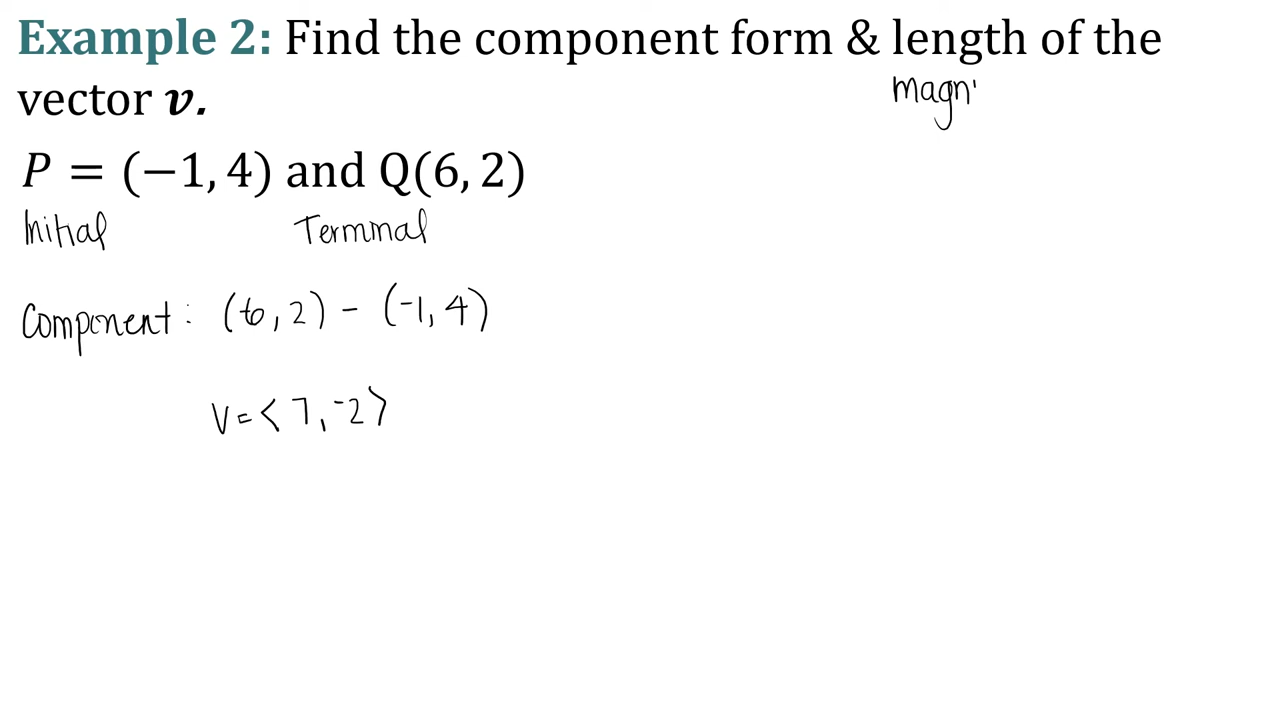 Example 2: Find the component form & length of the
magn
vector v.
P = (−1, 4) and Q(6, 2)
Initial Terminal
Component: (6, 2) - (-1, 4)
V = ⟨7, -2⟩